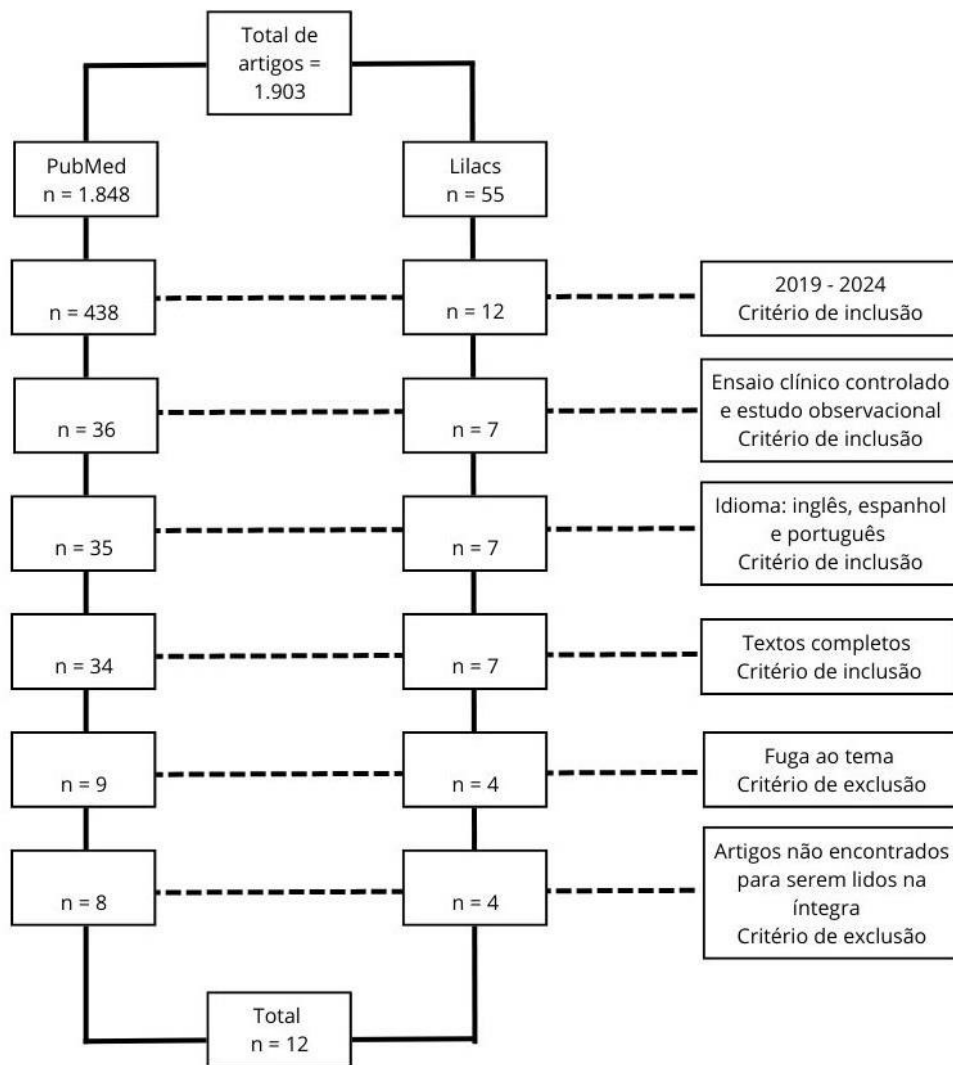 Total de
artigos =
1.903
PubMed
n = 1.848
Lilacs
n = 55
n = 438
n = 12
2019 - 2024
Critério de inclusão
n = 36
n = 7
Ensaio clínico controlado
e estudo observacional
Critério de inclusão
n = 35
n = 7
Idioma: inglês, espanhol
e português
Critério de inclusão
n = 34
n = 7
Textos completos
Critério de inclusão
n = 9
n = 4
Fuga ao tema
Critério de exclusão
n = 8
n = 4
Artigos não encontrados
para serem lidos na
íntegra
Critério de exclusão
Total
n = 12